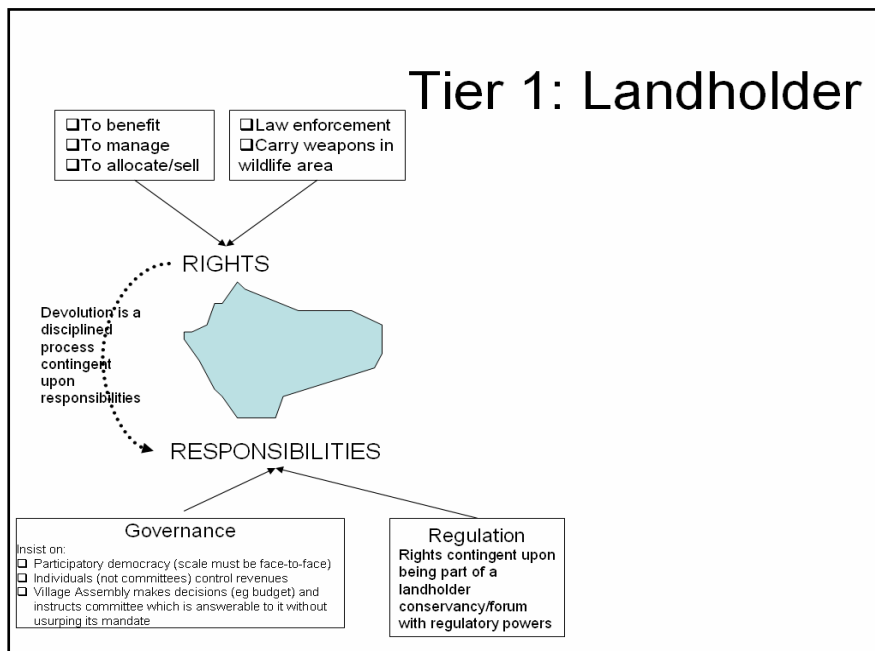 Tier 1: Landholder
❑To benefit
❑To manage
❑To allocate/sell
❑Law enforcement
❑Carry weapons in
wildlife area
RIGHTS
Devolution is a
disciplined
process
contingent
upon
responsibilities
RESPONSIBILITIES
Governance
Insist on:
❑ Participatory democracy (scale must be face-to-face)
❑ Individuals (not committees) control revenues
❑ Village Assembly makes decisions (eg budget) and
instructs committee which is answerable to it without
usurping its mandate
Regulation
Rights contingent upon
being part of a
landholder
conservancy/forum
with regulatory powers